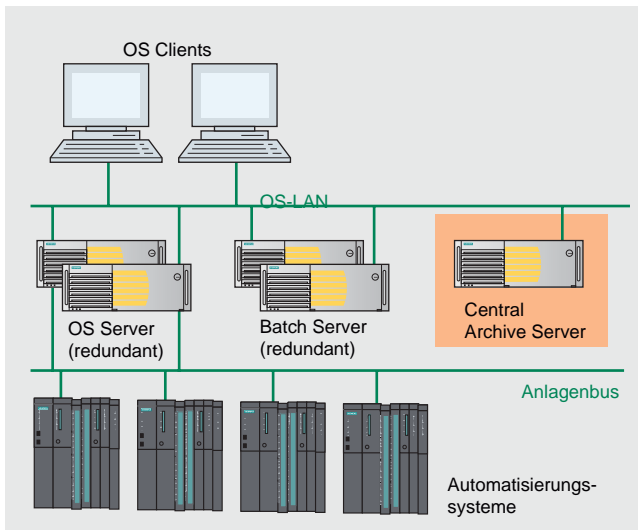 OS Clients
OS-LAN
OS Server
(redundant)
Batch Server
(redundant)
Central
Archive Server
Anlagenbus
Automatisierungs-
systeme